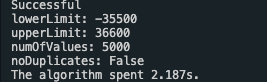 Successful
lowerLimit: -35500
upperLimit: 36600
numOfValues: 5000
noDuplicates: False
The algorithm spent 2.187s.